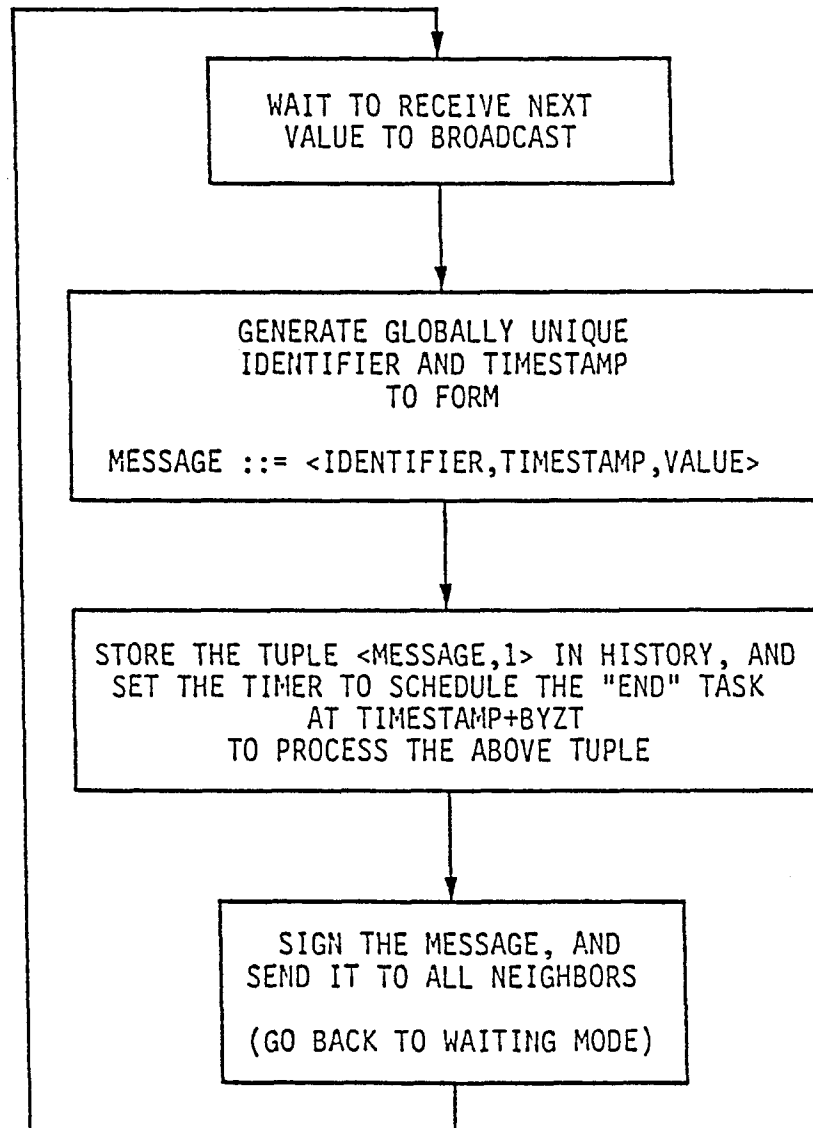 WAIT TO RECEIVE NEXT
VALUE TO BROADCAST
GENERATE GLOBALLY UNIQUE
IDENTIFIER AND TIMESTAMP
TO FORM
MESSAGE ::= <IDENTIFIER,TIMESTAMP,VALUE>
STORE THE TUPLE <MESSAGE,1> IN HISTORY, AND
SET THE TIMER TO SCHEDULE THE "END" TASK
AT TIMESTAMP+BYZT
TO PROCESS THE ABOVE TUPLE
SIGN THE MESSAGE, AND
SEND IT TO ALL NEIGHBORS
(GO BACK TO WAITING MODE)